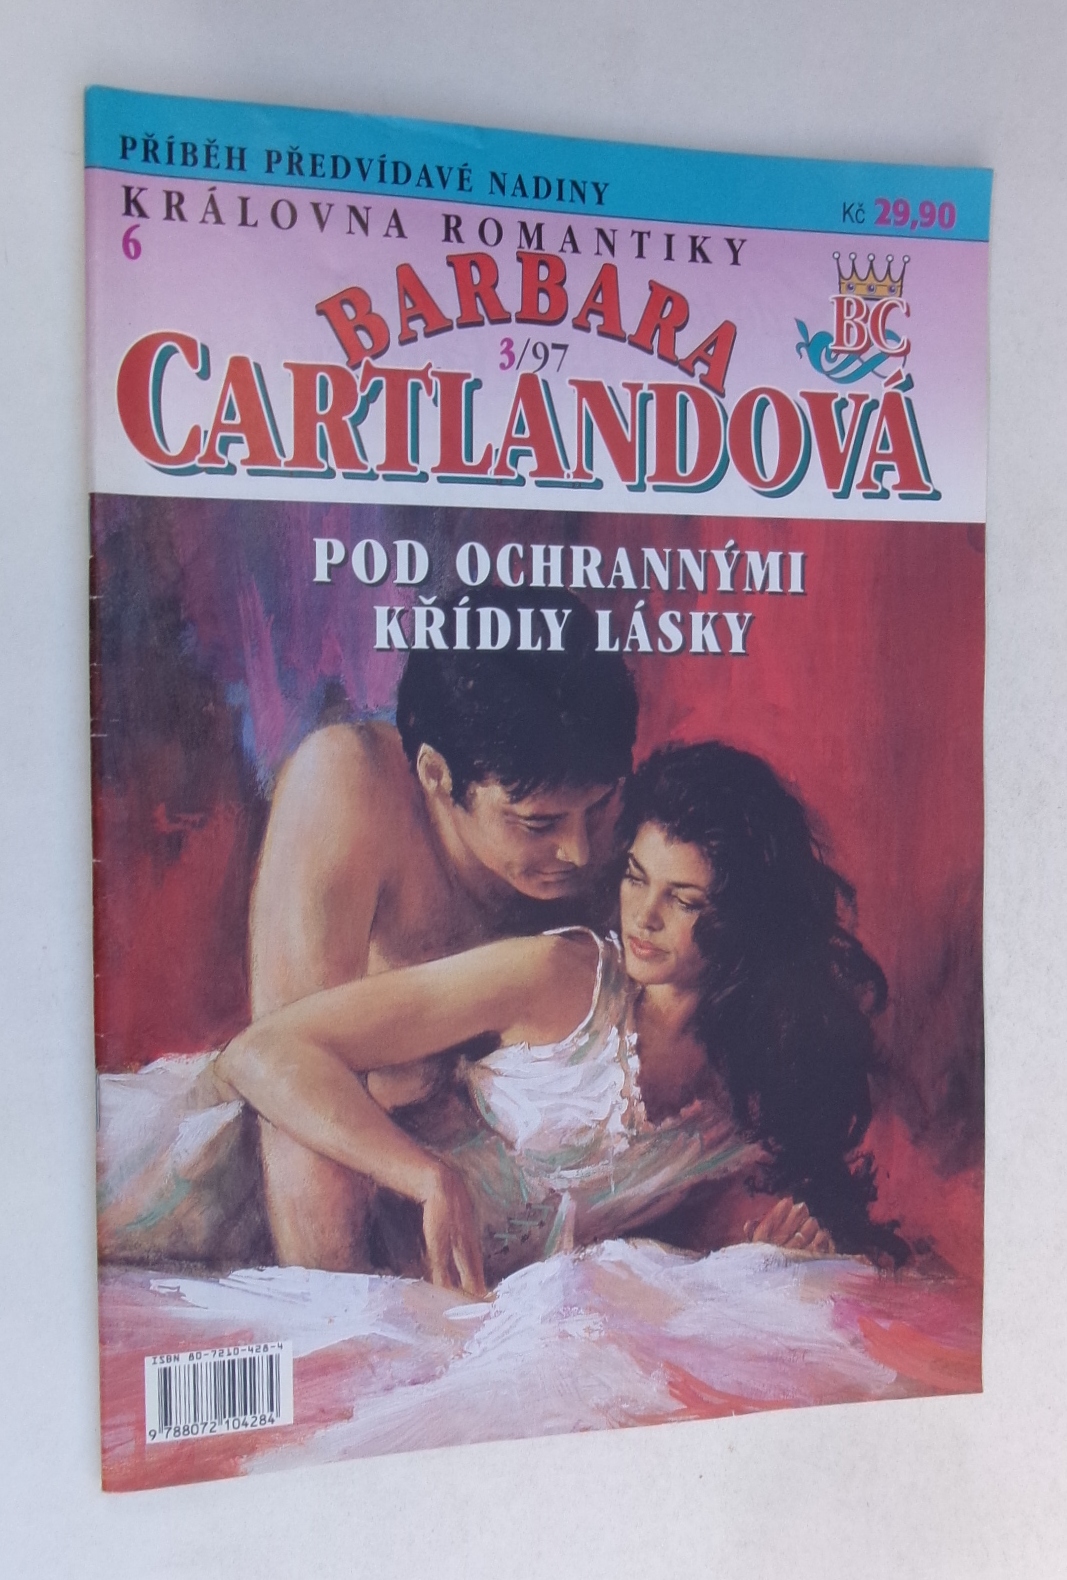 PŘÍBĚH PŘEDVÍDAVÉ NADINY
Kč 29,90
KRÁLOVNA ROMANTIKY
6
BC
BARBARA
3/97
CARTLANDOVÁ
POD OCHRANNÝMI
KŘÍDLY LÁSKY
ISBN 80-7210-428-4
9 788072 104284